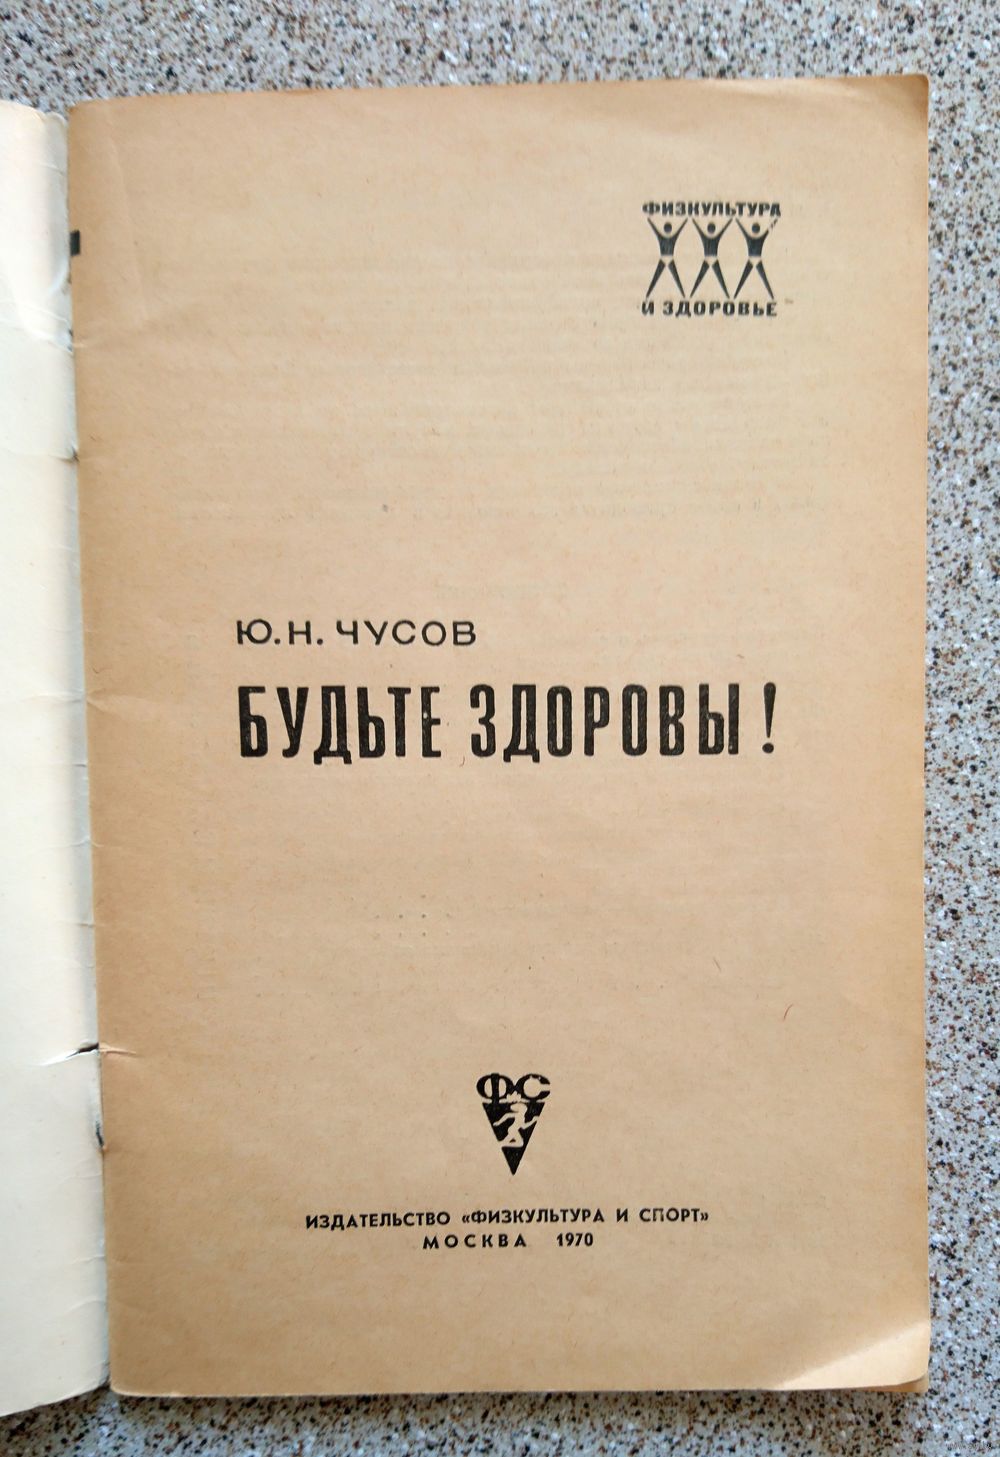 ФИЗКУЛЬТУРА
И ЗДОРОВЬЕ
Ю. Н. ЧУСОВ
БУДЬТЕ ЗДОРОВЫ!
ФС
ИЗДАТЕЛЬСТВО «ФИЗКУЛЬТУРА И СПОРТ»
МОСКВА 1970